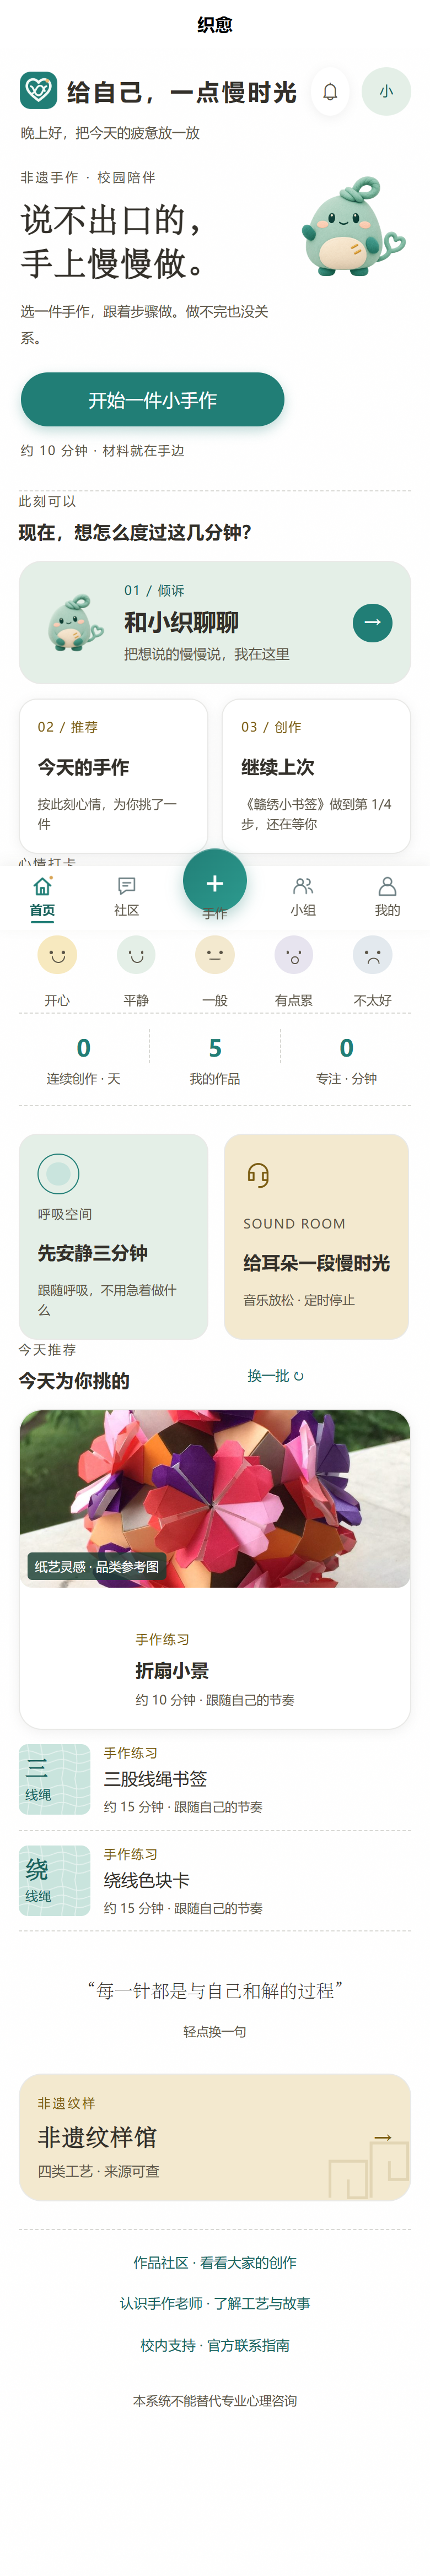 织愈
给自己，一点慢时光
小
晚上好，把今天的疲惫放一放
非遗手作 · 校园陪伴
说不出口的，
手上慢慢做。
选一件手作，跟着步骤做。做不完也没关
系。
开始一件小手作
约 10 分钟 · 材料就在手边
此刻可以
现在，想怎么度过这几分钟？
01 / 倾诉
和小织聊聊
把想说的慢慢说，我在这里
→
02 / 推荐
今天的手作
按此刻心情，为你挑了一
件
03 / 创作
继续上次
《赣绣小书签》做到第 1/4
步，还在等你
心情打卡
首页
社区
+
手作
小组
我的
开心
平静
一般
有点累
不太好
0
连续创作 · 天
5
我的作品
0
专注 · 分钟
呼吸空间
先安静三分钟
跟随呼吸，不用急着做什
么
SOUND ROOM
给耳朵一段慢时光
音乐放松 · 定时停止
今天推荐
今天为你挑的
换一批 ↻
纸艺灵感 · 品类参考图
手作练习
折扇小景
约 10 分钟 · 跟随自己的节奏
三
线绳
手作练习
三股线绳书签
约 15 分钟 · 跟随自己的节奏
绕
线绳
手作练习
绕线色块卡
约 15 分钟 · 跟随自己的节奏
“每一针都是与自己和解的过程”
轻点换一句
非遗纹样
非遗纹样馆
四类工艺 · 来源可查
→
作品社区 · 看看大家的创作
认识手作老师 · 了解工艺与故事
校内支持 · 官方联系指南
本系统不能替代专业心理咨询